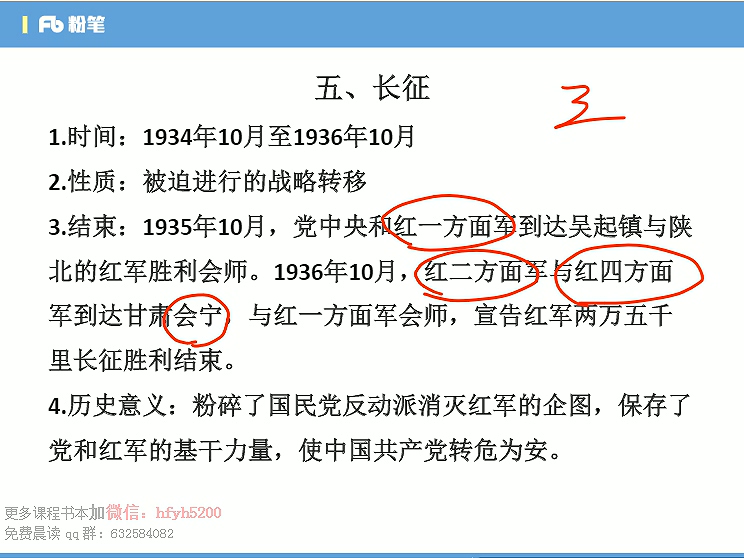 Fb 粉笔
五、长征
三
1.时间：1934年10月至1936年10月
2.性质：被迫进行的战略转移
3.结束：1935年10月，党中央和红一方面军到达吴起镇与陕
北的红军胜利会师。1936年10月，红二方面军与红四方面
军到达甘肃会宁，与红一方面军会师，宣告红军两万五千
里长征胜利结束。
4.历史意义：粉碎了国民党反动派消灭红军的企图，保存了
党和红军的基干力量，使中国共产党转危为安。
更多课程书本加微信：hfyh5200
免费晨读 qq 群：632584082